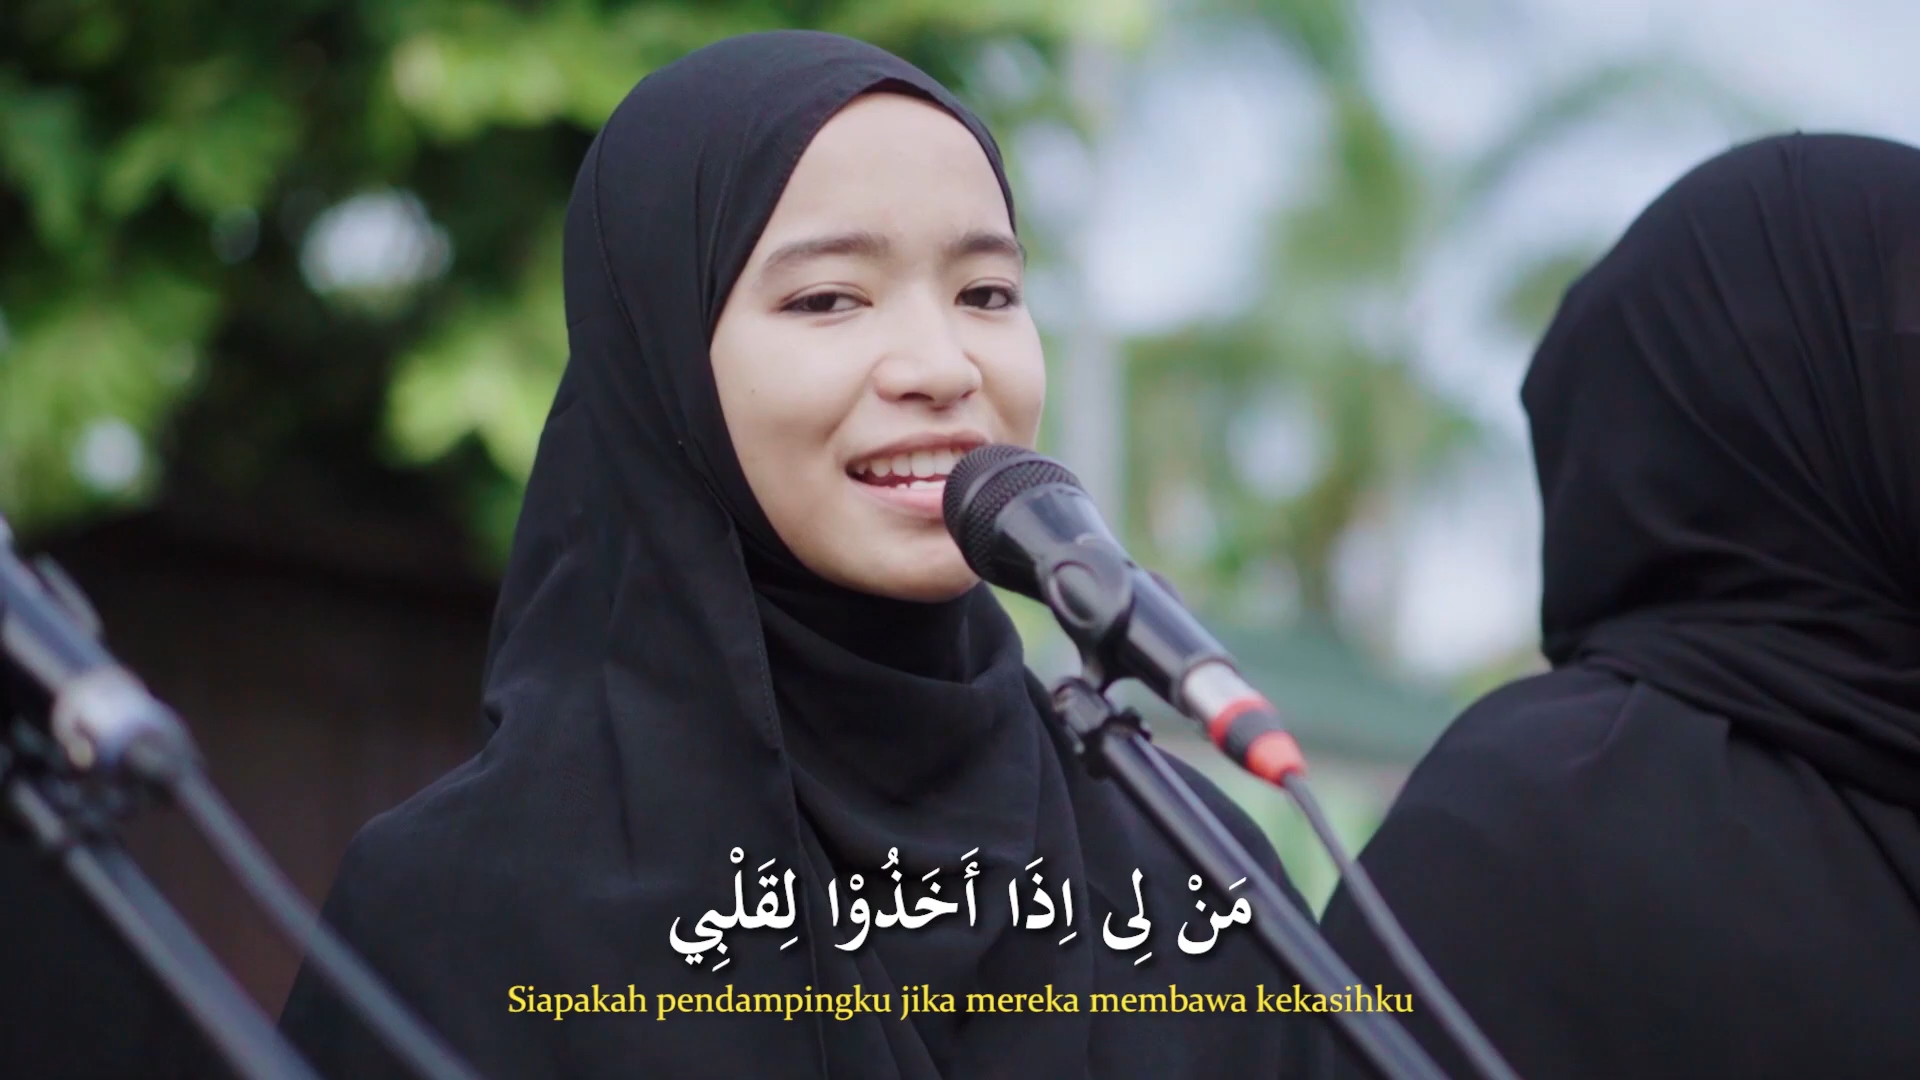 مَنْ لِى اِذَا أَخَذُوْا لِقَلْبِي
Siapakah pendampingku jika mereka membawa kekasihku